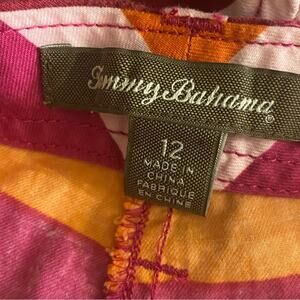 Tommy Bahama®
12
MADE IN
CHINA
FABRIQUÉ
EN CHINE